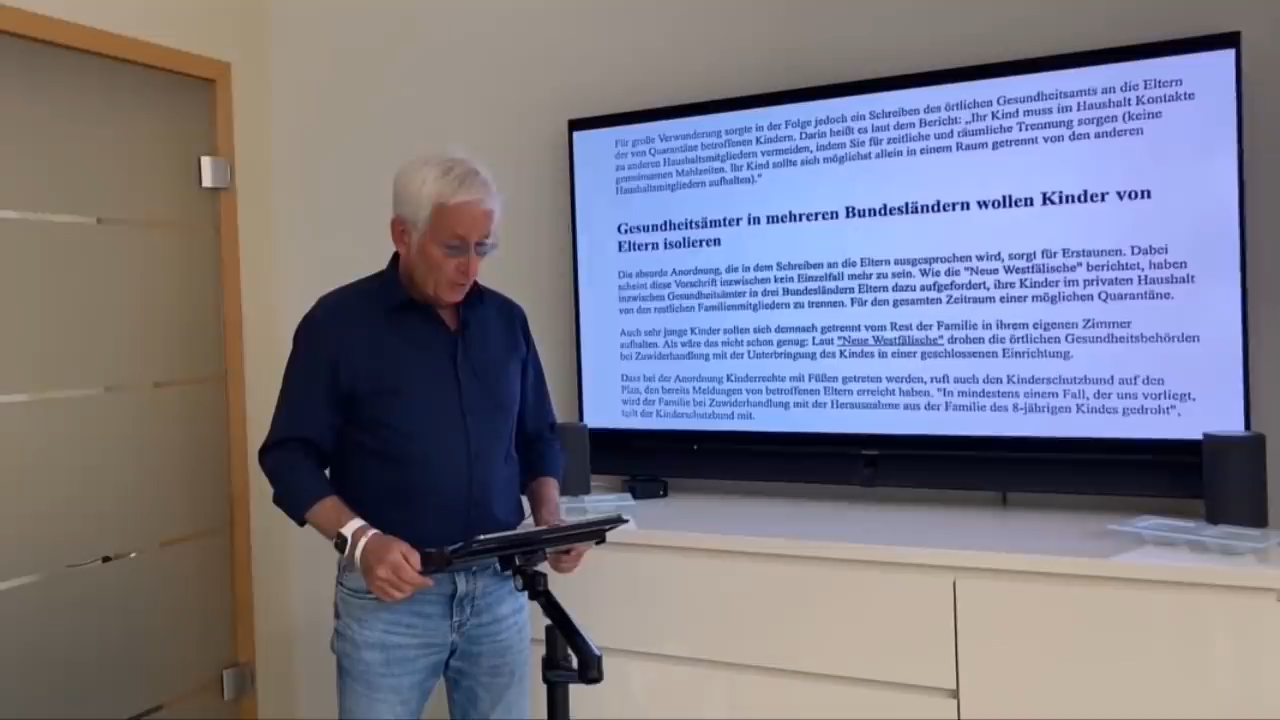 Für große Verwunderung sorgte in der Folge jedoch ein Schreiben des örtlichen Gesundheitsamts an die Eltern
der von Quarantäne betroffenen Kindern. Darin heißt es laut dem Bericht: „Ihr Kind muss im Haushalt Kontakte
zu anderen Haushaltsmitgliedern vermeiden, indem Sie für zeitliche und räumliche Trennung sorgen (keine
gemeinsamen Mahlzeiten. Ihr Kind sollte sich möglichst allein in einem Raum getrennt von den anderen
Haushaltsmitgliedern aufhalten)."
Gesundheitsämter in mehreren Bundesländern wollen Kinder von
Eltern isolieren
Die absurde Anordnung, die in dem Schreiben an die Eltern ausgesprochen wird, sorgt für Erstaunen. Dabei
scheint diese Vorschrift inzwischen kein Einzelfall mehr zu sein. Wie die "Neue Westfälische" berichtet, haben
inzwischen Gesundheitsämter in drei Bundesländern Eltern dazu aufgefordert, ihre Kinder im privaten Haushalt
von den restlichen Familienmitgliedern zu trennen. Für den gesamten Zeitraum einer möglichen Quarantäne.
Auch sehr junge Kinder sollen sich demnach getrennt vom Rest der Familie in ihrem eigenen Zimmer
aufhalten. Als wäre das nicht schon genug: Laut "Neue Westfälische" drohen die örtlichen Gesundheitsbehörden
bei Zuwiderhandlung mit der Unterbringung des Kindes in einer geschlossenen Einrichtung.
Dass bei der Anordnung Kinderrechte mit Füßen getreten werden, ruft auch den Kinderschutzbund auf den
Plan, den bereits Meldungen von betroffenen Eltern erreicht haben. "In mindestens einem Fall, der uns vorliegt,
wird der Familie bei Zuwiderhandlung mit der Herausnahme aus der Familie des 8-jährigen Kindes gedroht",
teilt der Kinderschutzbund mit.